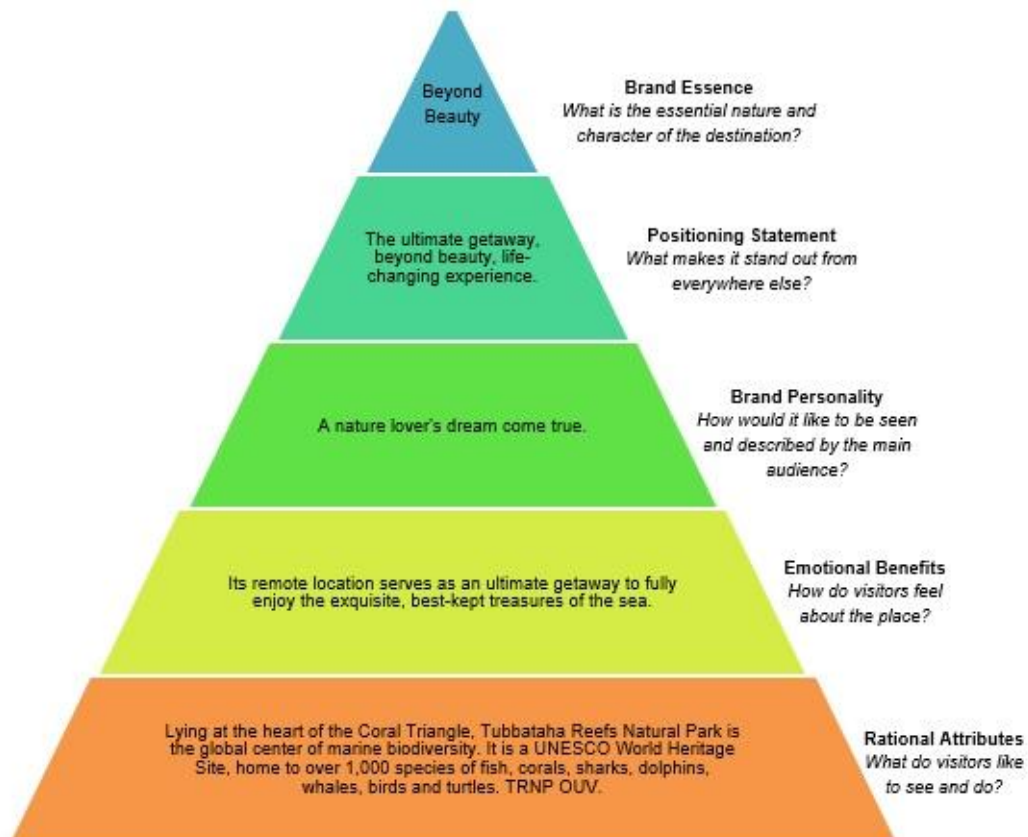 Beyond
Beauty
Brand Essence
What is the essential nature and
character of the destination?
The ultimate getaway,
beyond beauty, life-
changing experience.
Positioning Statement
What makes it stand out from
everywhere else?
A nature lover's dream come true.
Brand Personality
How would it like to be seen
and described by the main
audience?
Its remote location serves as an ultimate getaway to fully
enjoy the exquisite, best-kept treasures of the sea.
Emotional Benefits
How do visitors feel
about the place?
Lying at the heart of the Coral Triangle, Tubbataha Reefs Natural Park is
the global center of marine biodiversity. It is a UNESCO World Heritage
Site, home to over 1,000 species of fish, corals, sharks, dolphins,
whales, birds and turtles. TRNP OUV.
Rational Attributes
What do visitors like
to see and do?